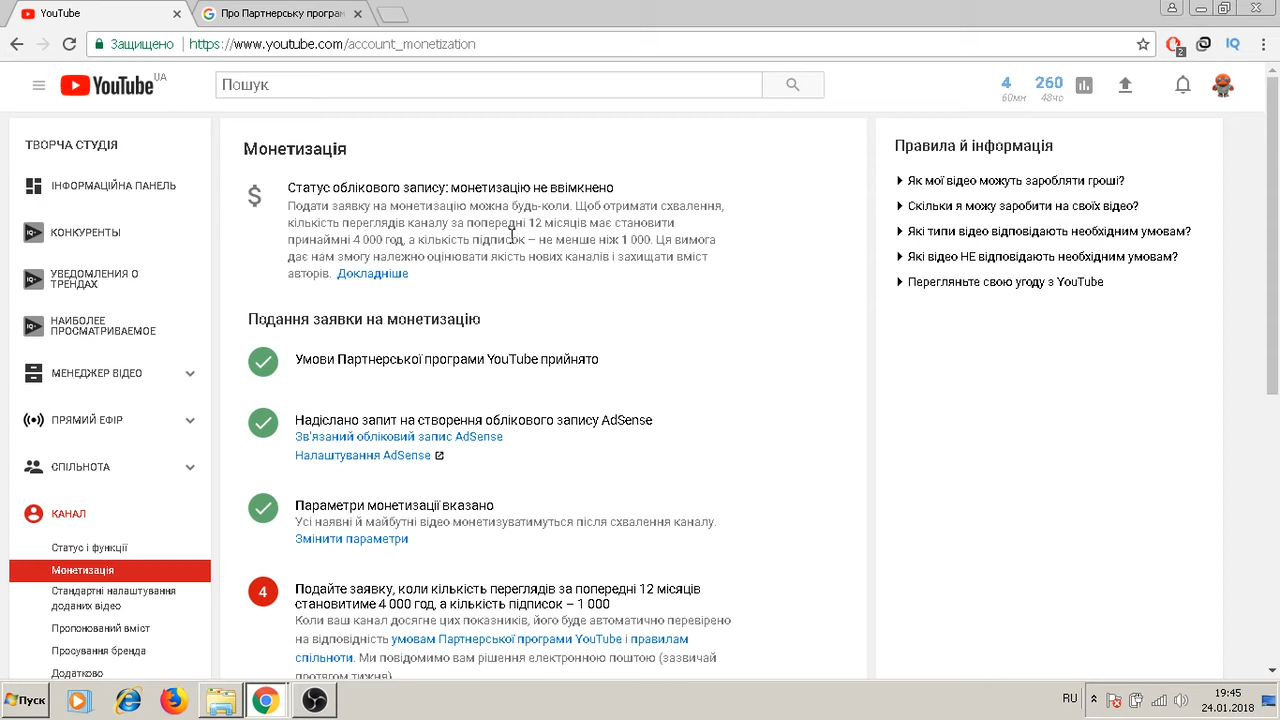 YouTube
Про Партнерську програм
Защищено
https://www.youtube.com/account_monetization
2
YouTube UA
Пошук
4
60мн
260
48чо
ТВОРЧА СТУДІЯ
ІНФОРМАЦІЙНА ПАНЕЛЬ
КОНКУРЕНТЫ
УВЕДОМЛЕНИЯ О
ТРЕНДАХ
НАИБОЛЕЕ
ПРОСМАТРИВАЕМОЕ
МЕНЕДЖЕР ВІДЕО
ПРЯМИЙ ЕФІР
СПІЛЬНОТА
КАНАЛ
Статус і функції
Монетизація
Стандартні налаштування
доданих відео
Пропонований вміст
Просування бренда
Додатково
Монетизація
Статус облікового запису: монетизацію не ввімкнено
Подати заявку на монетизацію можна будь-коли. Щоб отримати схвалення,
кількість переглядів каналу за попередні 12 місяців має становити
принаймні 4 000 год, а кількість підписок – не менше ніж 1 000. Ця вимога
дає нам змогу належно оцінювати якість нових каналів і захищати вміст
авторів. Докладніше
Подання заявки на монетизацію
Умови Партнерської програми YouTube прийнято
Надіслано запит на створення облікового запису AdSense
Зв'язаний обліковий запис AdSense
Налаштування AdSense
Параметри монетизації вказано
Усі наявні й майбутні відео монетизуватимуться після схвалення каналу.
Змінити параметри
4
Подайте заявку, коли кількість переглядів за попередні 12 місяців
становитиме 4 000 год, а кількість підписок – 1 000
Коли ваш канал досягне цих показників, його буде автоматично перевірено
на відповідність умовам Партнерської програми YouTube і правилам
спільноти. Ми повідомимо вам рішення електронною поштою (зазвичай
протягом тижня)
Правила й інформація
Як мої відео можуть заробляти гроші?
Скільки я можу заробити на своїх відео?
Які типи відео відповідають необхідним умовам?
Які відео НЕ відповідають необхідним умовам?
Перегляньте свою угоду з YouTube
Пуск
RU
19:45
24.01.2018